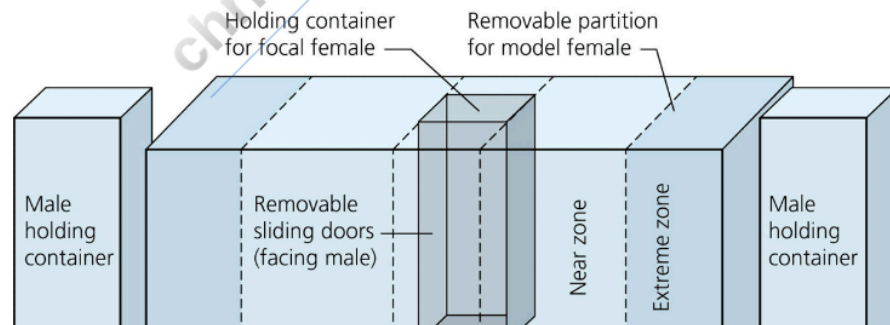 Holding container
for focal female
Removable partition
for model female
Male
holding
container
Removable
sliding doors
(facing male)
Near zone
Extreme zone
Male
holding
container